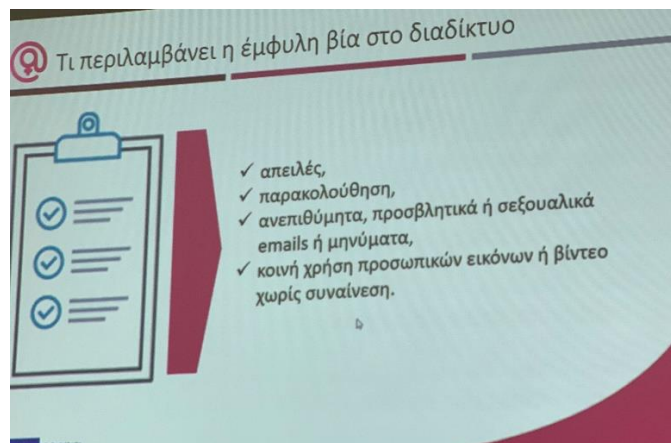 Τι περιλαμβάνει η έμφυλη βία στο διαδίκτυο
✓ απειλές,
✓ παρακολούθηση,
✓ ανεπιθύμητα, προσβλητικά ή σεξουαλικά
emails ή μηνύματα,
✓ κοινή χρήση προσωπικών εικόνων ή βίντεο
χωρίς συναίνεση.